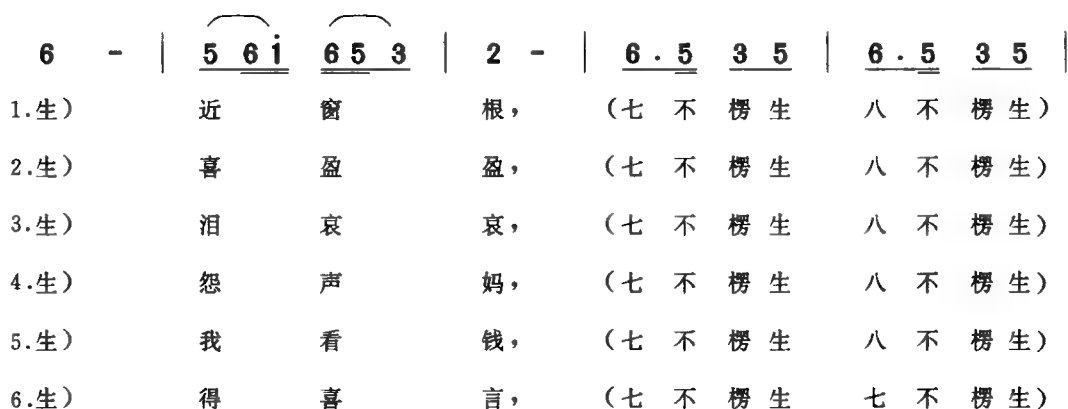 6 - | 5 6 i̇ 6 5 3 | 2 - | 6 . 5 3 5 | 6 . 5 3 5 |
1.生) 近 窗 根, (七 不 楞 生 八 不 楞 生)
2.生) 喜 盈 盈, (七 不 楞 生 八 不 楞 生)
3.生) 泪 哀 哀, (七 不 楞 生 八 不 楞 生)
4.生) 怨 声 妈, (七 不 楞 生 八 不 楞 生)
5.生) 我 看 钱, (七 不 楞 生 八 不 楞 生)
6.生) 得 喜 言, (七 不 楞 生 七 不 楞 生)